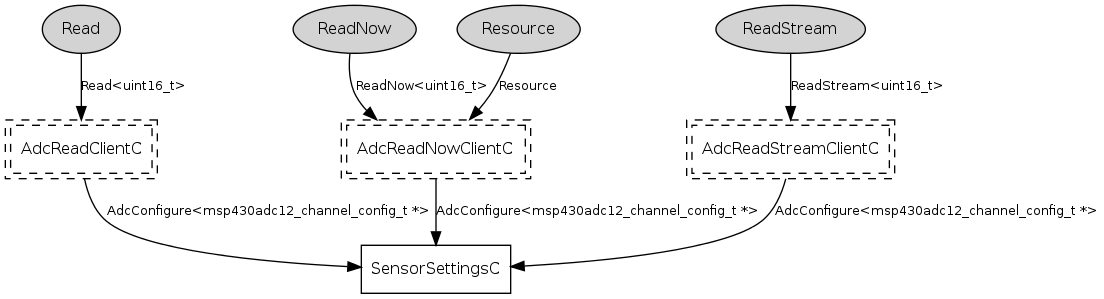 Read
ReadNow
Resource
ReadStream
Read<uint16_t>
ReadNow<uint16_t>
Resource
ReadStream<uint16_t>
AdcReadClientC
AdcReadNowClientC
AdcReadStreamClientC
AdcConfigure<msp430adc12_channel_config_t *>
AdcConfigure<msp430adc12_channel_config_t *>
AdcConfigure<msp430adc12_channel_config_t *>
SensorSettingsC